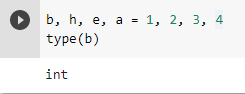 b, h, e, a = 1, 2, 3, 4
type(b)
int